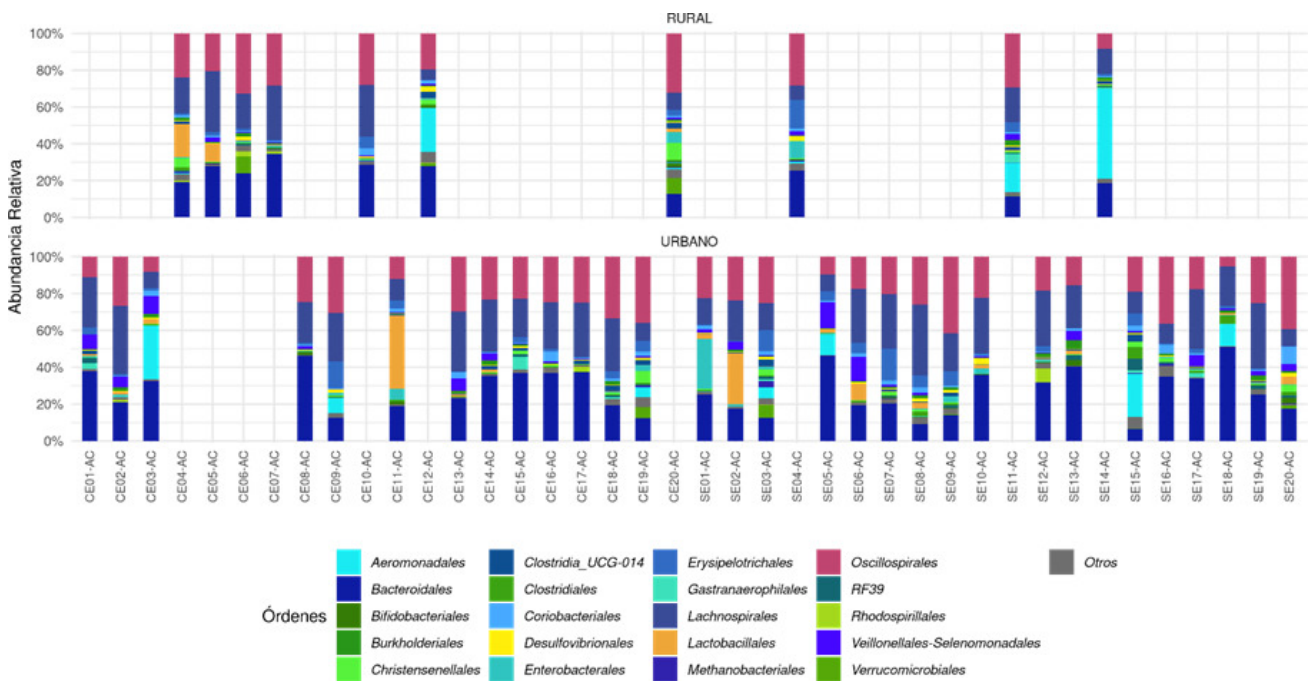 RURAL
100%
80%
60%
40%
20%
0%
Abundancia Relativa
URBANO
100%
80%
60%
40%
20%
0%
CE01-AC
CE02-AC
CE03-AC
CE04-AC
CE05-AC
CE06-AC
CE07-AC
CE08-AC
CE09-AC
CE10-AC
CE11-AC
CE12-AC
CE13-AC
CE14-AC
CE15-AC
CE16-AC
CE17-AC
CE18-AC
CE19-AC
CE20-AC
SE01-AC
SE02-AC
SE03-AC
SE04-AC
SE05-AC
SE06-AC
SE07-AC
SE08-AC
SE09-AC
SE10-AC
SE11-AC
SE12-AC
SE13-AC
SE14-AC
SE15-AC
SE16-AC
SE17-AC
SE18-AC
SE19-AC
SE20-AC
Órdenes
Aeromonadales
Bacteroidales
Bifidobacteriales
Burkholderiales
Christensenellales
Clostridia_UCG-014
Clostridiales
Coriobacteriales
Desulfovibrionales
Enterobacterales
Erysipelotrichales
Gastranaerophilales
Lachnospirales
Lactobacillales
Methanobacteriales
Oscillospirales
RF39
Rhodospirillales
Veillonellales-Selenomonadales
Verrucomicrobiales
Otros